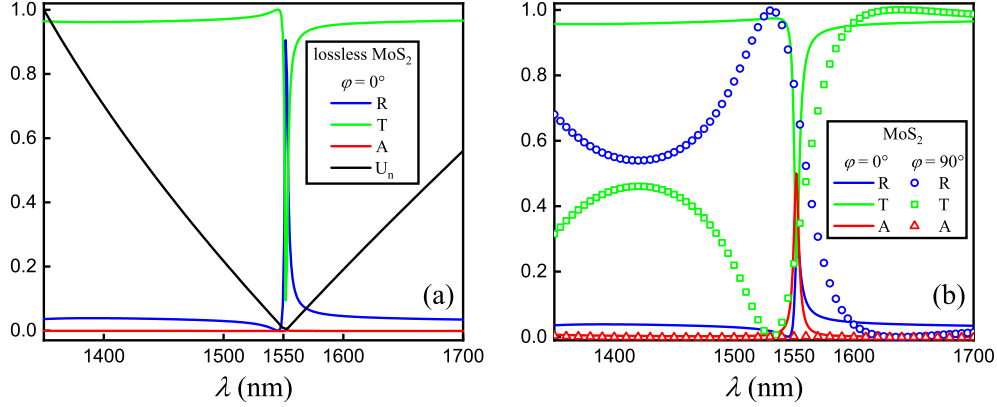 1.0
0.8
0.6
0.4
0.2
0.0
1400
1500
1600
1700
λ (nm)
lossless MoS₂
φ = 0°
R
T
A
Uₙ
(a)
1.0
0.8
0.6
0.4
0.2
0.0
1400
1500
1600
1700
λ (nm)
MoS₂
φ = 0° φ = 90°
R R
T T
A A
(b)